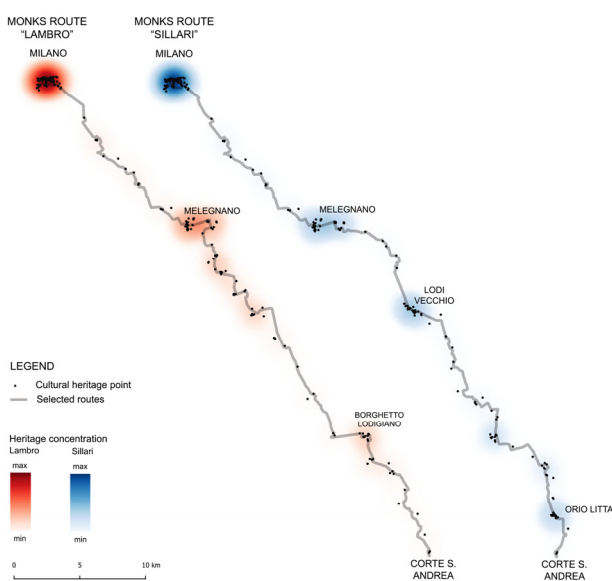 MONKS ROUTE
"LAMBRO"
MONKS ROUTE
"SILLARI"
MILANO
MILANO
MELEGNANO
MELEGNANO
LODI
VECCHIO
LEGEND
Cultural heritage point
Selected routes
BORGHETTO
LODIGIANO
Heritage concentration
Lambro
Sillari
max
max
min
min
ORIO LITTA
CORTE S.
ANDREA
CORTE S.
ANDREA
0
5
10 km